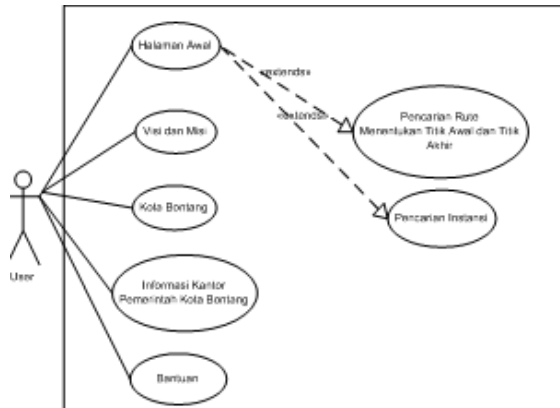 Halaman Awal
«extends»
«extends»
Pencarian Rute
Menentukan Titik Awal dan Titik
Akhir
Visi dan Misi
Kota Bontang
Pencarian Instansi
User
Informasi Kantor
Pemerintah Kota Bontang
Bantuan